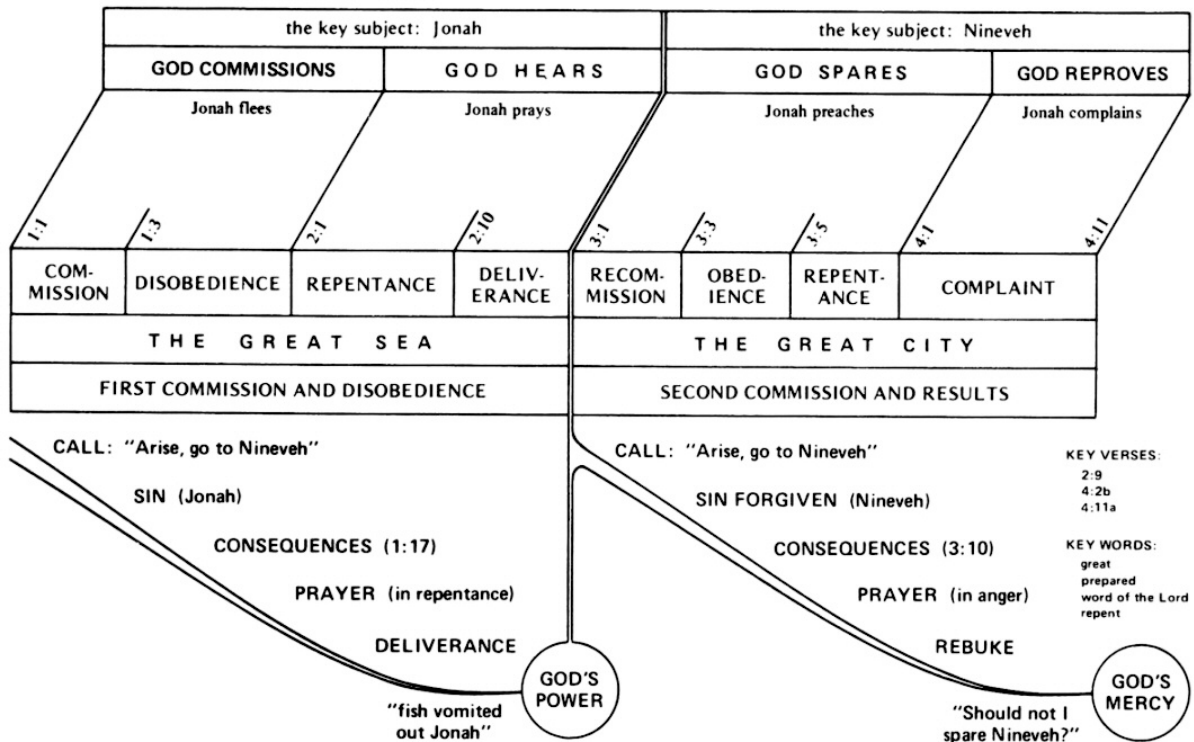 the key subject: Jonah
the key subject: Nineveh
GOD COMMISSIONS
GOD HEARS
GOD SPARES
GOD REPROVES
Jonah flees
Jonah prays
Jonah preaches
Jonah complains
1:1
1:3
2:1
2:10
3:1
3:3
3:5
4:1
4:11
COM-
MISSION
DISOBEDIENCE
REPENTANCE
DELIV-
ERANCE
RECOM-
MISSION
OBED-
IENCE
REPENT-
ANCE
COMPLAINT
THE GREAT SEA
THE GREAT CITY
FIRST COMMISSION AND DISOBEDIENCE
SECOND COMMISSION AND RESULTS
CALL: "Arise, go to Nineveh"
SIN (Jonah)
CONSEQUENCES (1:17)
PRAYER (in repentance)
DELIVERANCE
GOD'S
POWER
"fish vomited
out Jonah"
CALL: "Arise, go to Nineveh"
SIN FORGIVEN (Nineveh)
CONSEQUENCES (3:10)
PRAYER (in anger)
REBUKE
GOD'S
MERCY
"Should not I
spare Nineveh?"
KEY VERSES:
2:9
4:2b
4:11a
KEY WORDS:
great
prepared
word of the Lord
repent